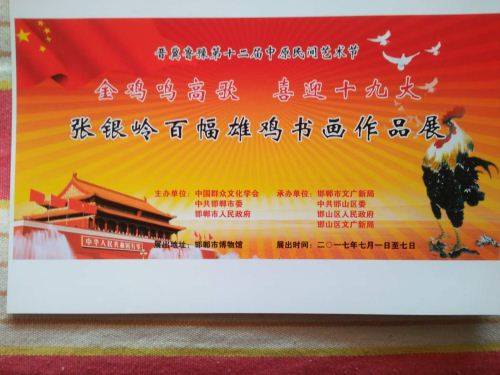 晋冀鲁豫第十二届中原民间艺术节
金鸡鸣高歌 喜迎十九大
张银岭百幅雄鸡书画作品展
主办单位：中国群众文化学会 承办单位：邯郸市文广新局
中共邯郸市委 中共邯山区委
邯郸市人民政府 邯山区人民政府
邯山区文广新局
中华人民共和国万岁
展出地址：邯郸市博物馆 展出时间：二〇一七年七月一日至七日